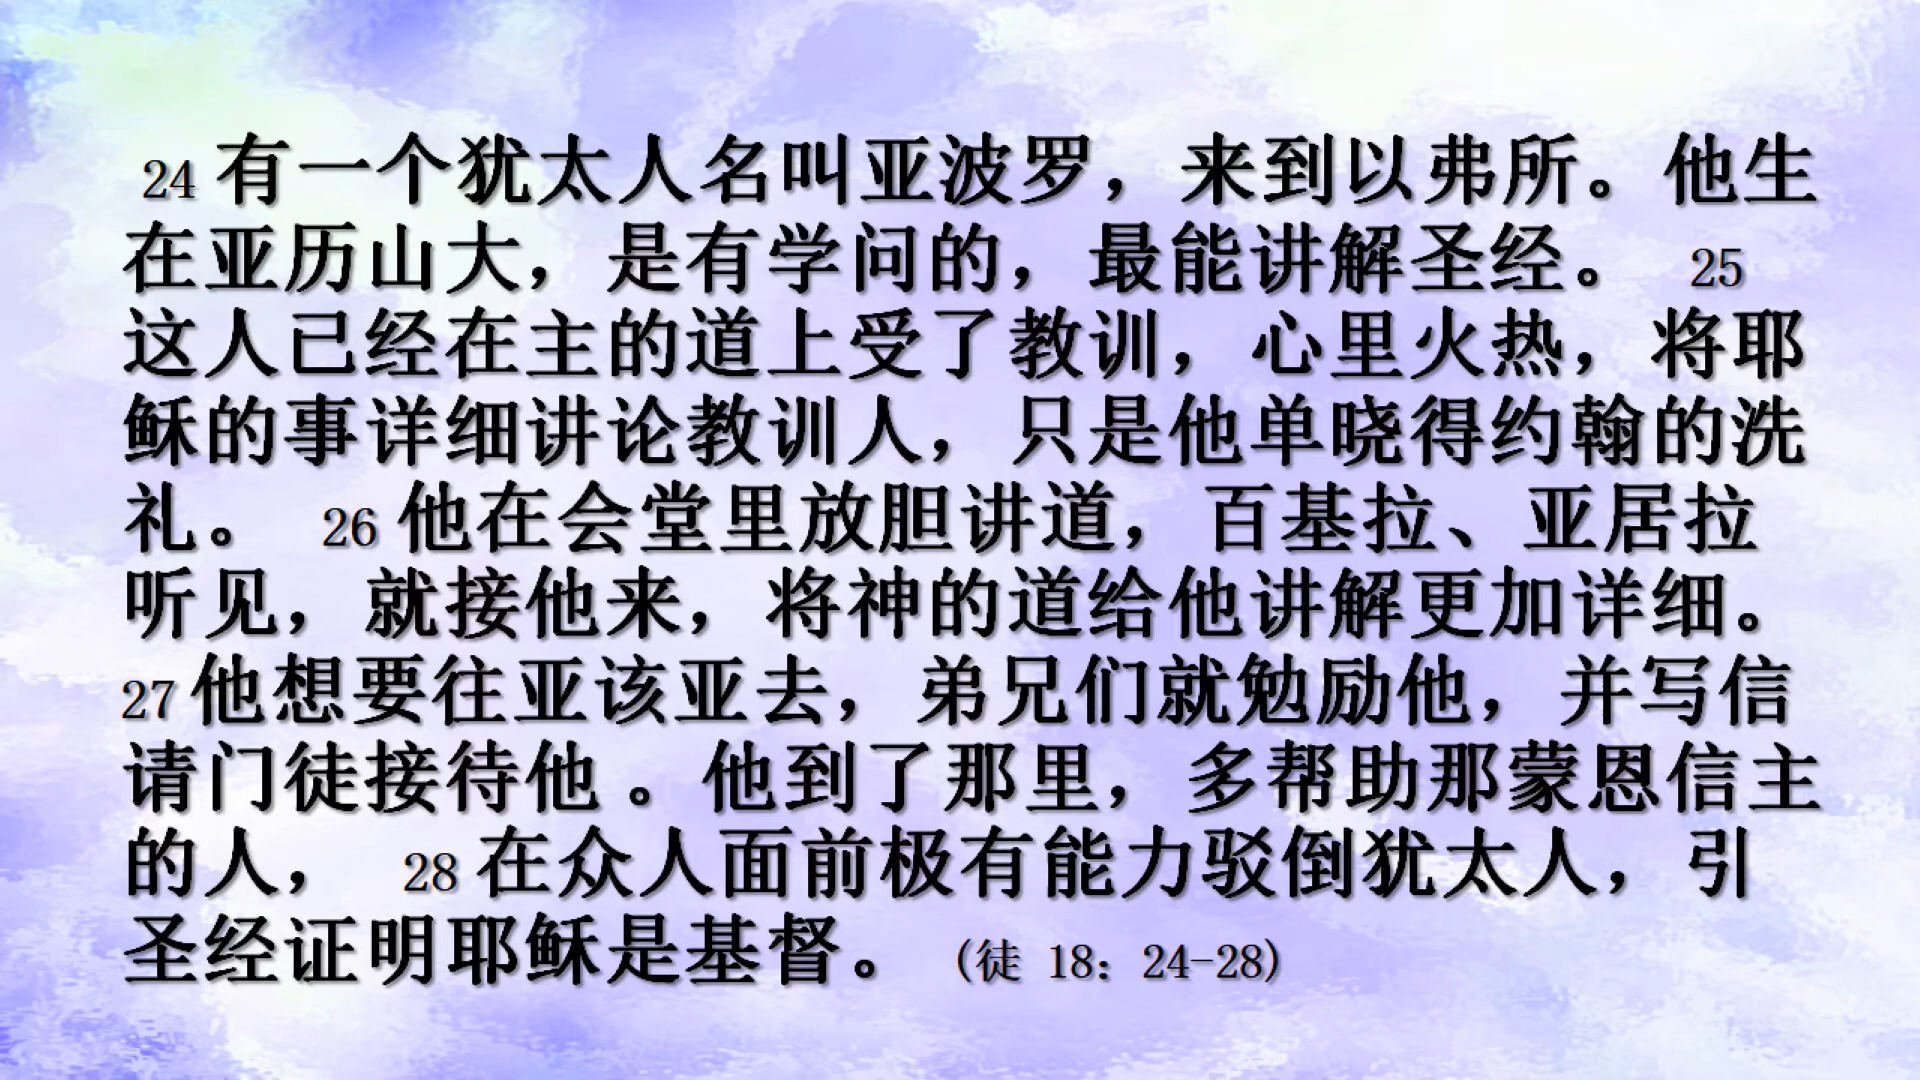 24 有一个犹太人名叫亚波罗，来到以弗所。他生
在亚历山大，是有学问的，最能讲解圣经。 25
这人已经在主的道上受了教训，心里火热，将耶
稣的事详细讲论教训人，只是他单晓得约翰的洗
礼。 26 他在会堂里放胆讲道，百基拉、亚居拉
听见，就接他来，将神的道给他讲解更加详细。
27 他想要往亚该亚去，弟兄们就勉励他，并写信
请门徒接待他 。他到了那里，多帮助那蒙恩信主
的人， 28 在众人面前极有能力驳倒犹太人，引
圣经证明耶稣是基督。 (徒 18：24-28)